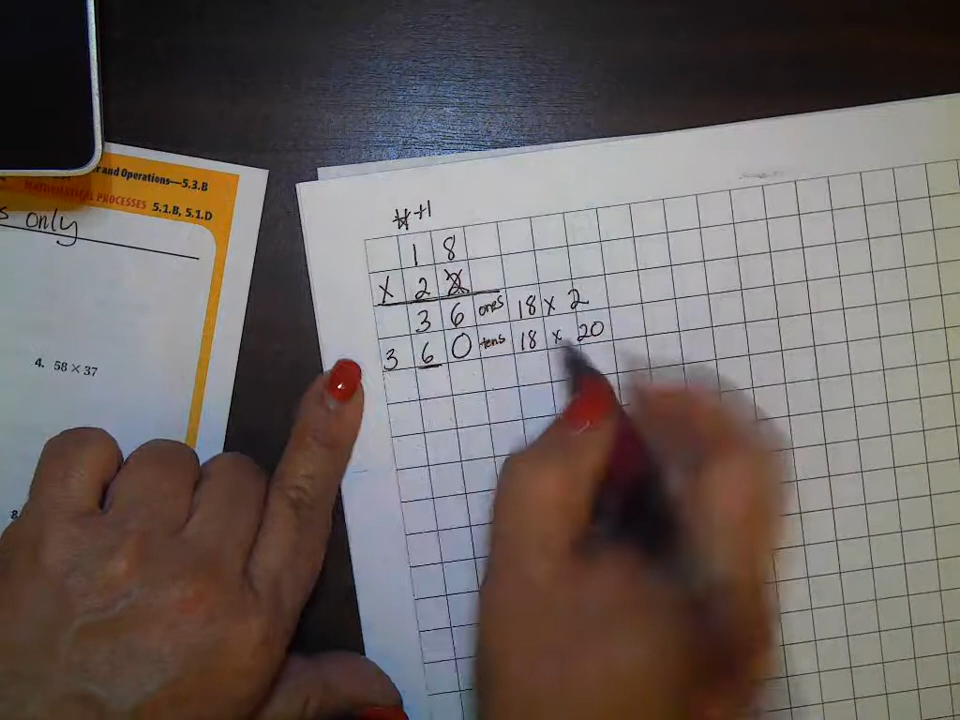 and Operations—5.3.B
MATHEMATICAL PROCESSES 5.1.B, 5.1.D
only
4. 58 × 37
+1
1 8
X 2 2
3 6 ones 18 x 2
3 6 0 tens 18 x 20